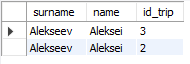 surname name id_trip
Alekseev Aleksei 3
Alekseev Aleksei 2